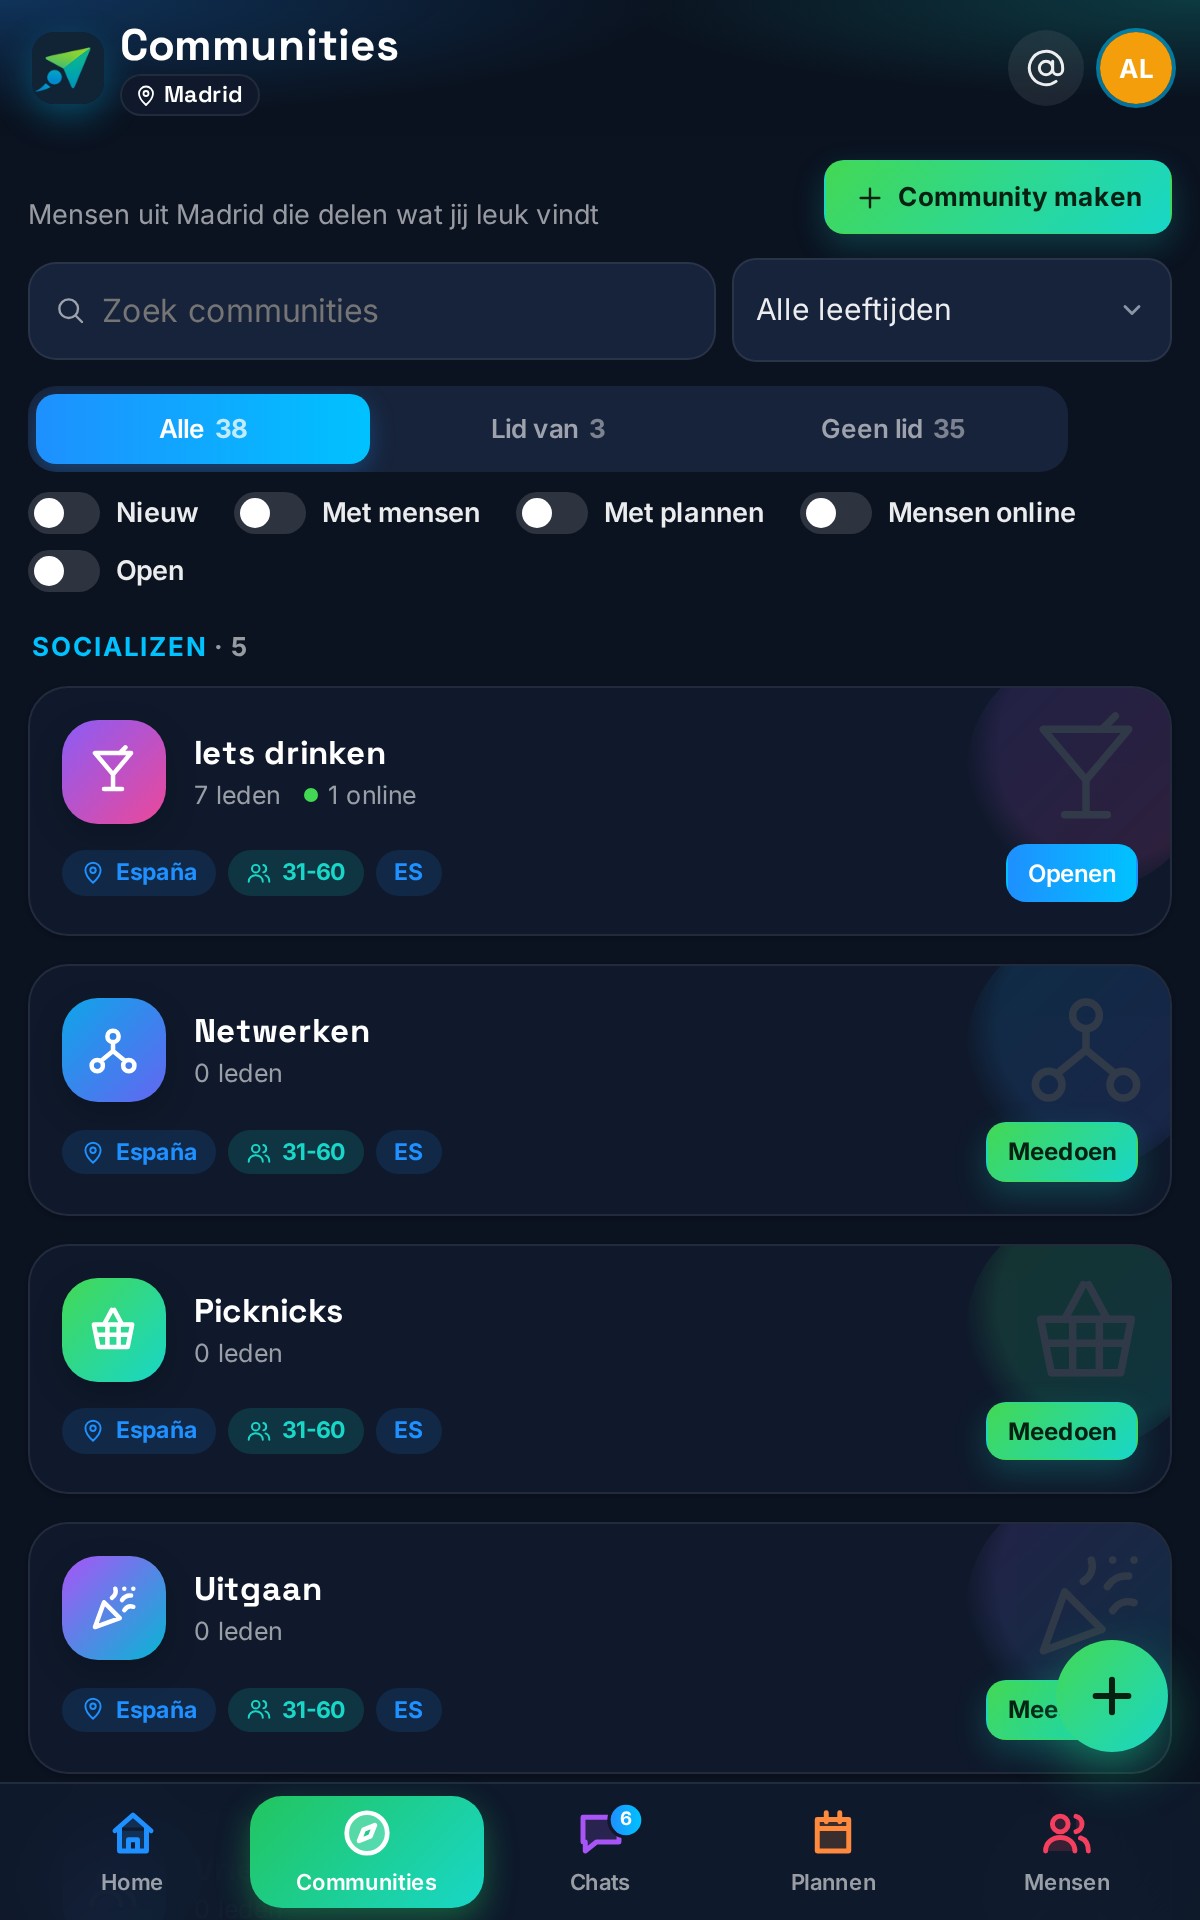 Communities
Madrid
@
AL
Mensen uit Madrid die delen wat jij leuk vindt
+ Community maken
Zoek communities
Alle leeftijden
Alle 38
Lid van 3
Geen lid 35
Nieuw
Met mensen
Met plannen
Mensen online
Open
SOCIALIZEN · 5
Iets drinken
7 leden
1 online
España
31-60
ES
Openen
Netwerken
0 leden
España
31-60
ES
Meedoen
Picknicks
0 leden
España
31-60
ES
Meedoen
Uitgaan
0 leden
España
31-60
ES
Mee
+
Home
Communities
6
Chats
Plannen
Mensen